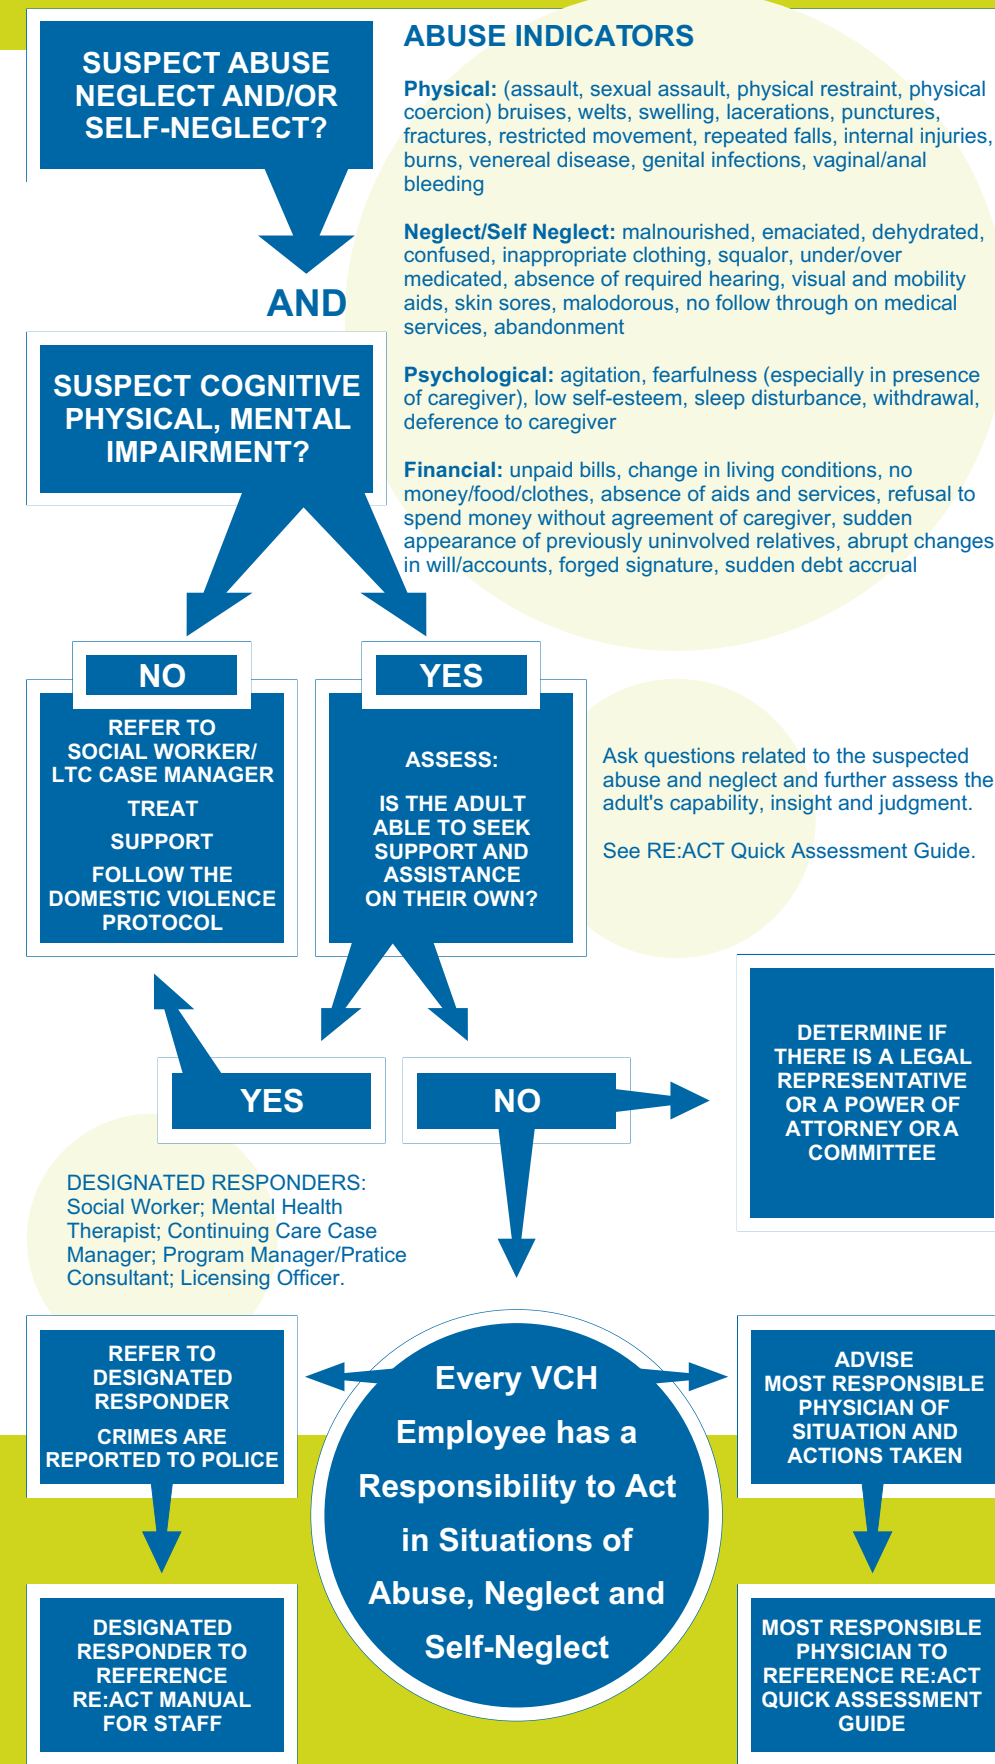 SUSPECT ABUSE
NEGLECT AND/OR
SELF-NEGLECT?
AND
SUSPECT COGNITIVE
PHYSICAL, MENTAL
IMPAIRMENT?
ABUSE INDICATORS
Physical: (assault, sexual assault, physical restraint, physical
coercion) bruises, welts, swelling, lacerations, punctures,
fractures, restricted movement, repeated falls, internal injuries,
burns, venereal disease, genital infections, vaginal/anal
bleeding
Neglect/Self Neglect: malnourished, emaciated, dehydrated,
confused, inappropriate clothing, squalor, under/over
medicated, absence of required hearing, visual and mobility
aids, skin sores, malodorous, no follow through on medical
services, abandonment
Psychological: agitation, fearfulness (especially in presence
of caregiver), low self-esteem, sleep disturbance, withdrawal,
deference to caregiver
Financial: unpaid bills, change in living conditions, no
money/food/clothes, absence of aids and services, refusal to
spend money without agreement of caregiver, sudden
appearance of previously uninvolved relatives, abrupt changes
in will/accounts, forged signature, sudden debt accrual
NO
REFER TO
SOCIAL WORKER/
LTC CASE MANAGER
TREAT
SUPPORT
FOLLOW THE
DOMESTIC VIOLENCE
PROTOCOL
YES
ASSESS:
IS THE ADULT
ABLE TO SEEK
SUPPORT AND
ASSISTANCE
ON THEIR OWN?
Ask questions related to the suspected
abuse and neglect and further assess the
adult's capability, insight and judgment.
See RE:ACT Quick Assessment Guide.
YES
NO
DETERMINE IF
THERE IS A LEGAL
REPRESENTATIVE
OR A POWER OF
ATTORNEY OR A
COMMITTEE
DESIGNATED RESPONDERS:
Social Worker; Mental Health
Therapist; Continuing Care Case
Manager; Program Manager/Pratice
Consultant; Licensing Officer.
REFER TO
DESIGNATED
RESPONDER
CRIMES ARE
REPORTED TO POLICE
Every VCH
Employee has a
Responsibility to Act
in Situations of
Abuse, Neglect and
Self-Neglect
ADVISE
MOST RESPONSIBLE
PHYSICIAN OF
SITUATION AND
ACTIONS TAKEN
DESIGNATED
RESPONDER TO
REFERENCE
RE:ACT MANUAL
FOR STAFF
MOST RESPONSIBLE
PHYSICIAN TO
REFERENCE RE:ACT
QUICK ASSESSMENT
GUIDE